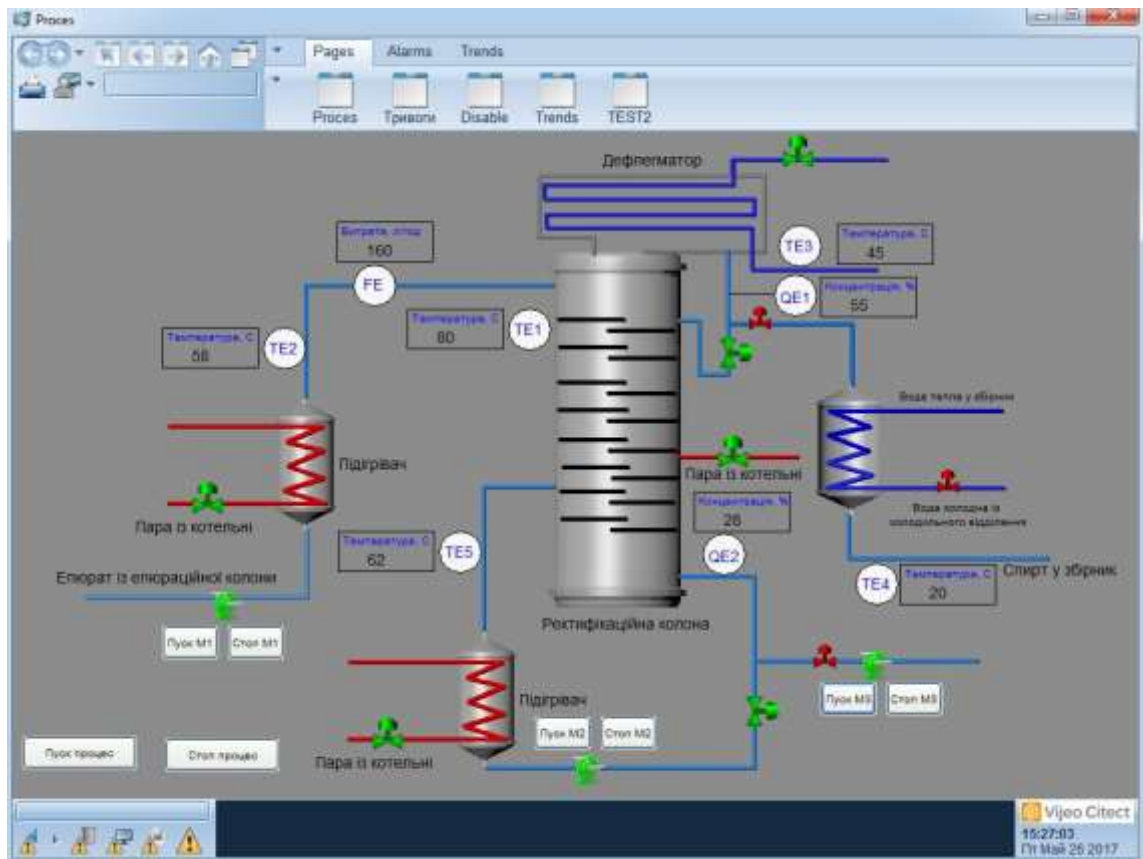 Proces
Pages Alarms Trends
Proces Тривоги Disable Trends TEST2
Дефлегматор
Витрата, л/год
160
FE
TE3
Температура, С
45
QE1
Концентрація, %
55
Температура, С
80
TE1
Температура, С
58
TE2
Вода тепла у збірник
Підігрівач
Пара із котельні
Концентрація, %
26
QE2
Пара із котельні
Вода холодна із
холодольного відділення
Температура, С
62
TE5
Епюрат із епюраційної колони
TE4
Температура, С
20
Спирт у збірник
Ректифікаційна колона
Пуск М1 Стоп М1
Підігрівач
Пуск М2 Стоп М2
Пуск М3 Стоп М3
Пуск процес Стоп процес
Пара із котельні
Vijeo Citect
15:27:03
Пт Май 26 2017